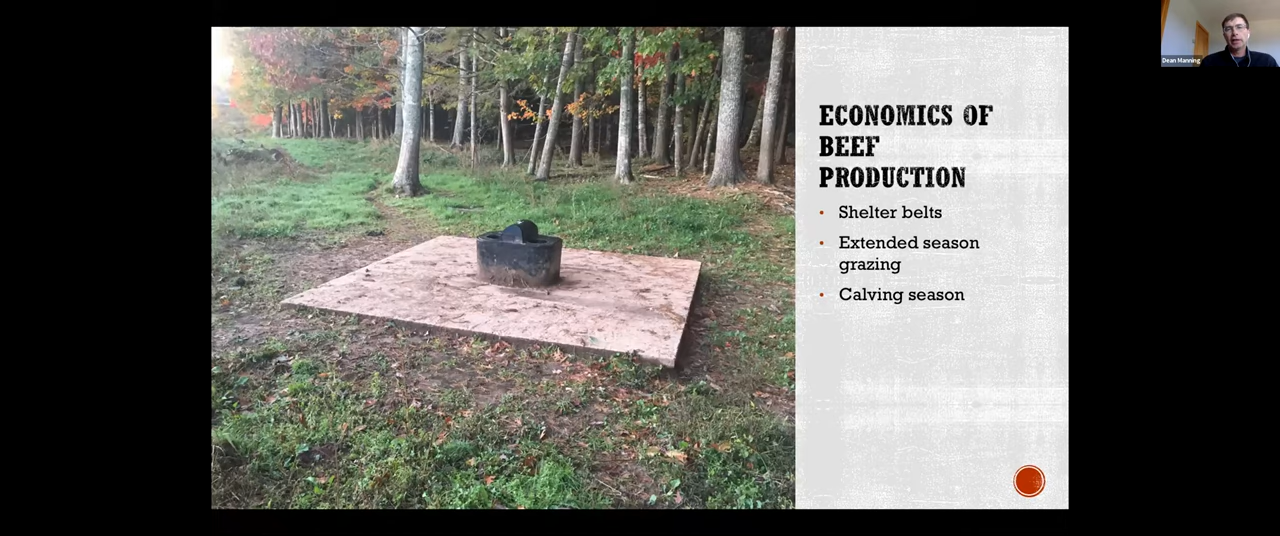 Dean Manning
ECONOMICS OF
BEEF
PRODUCTION
• Shelter belts
• Extended season
grazing
• Calving season